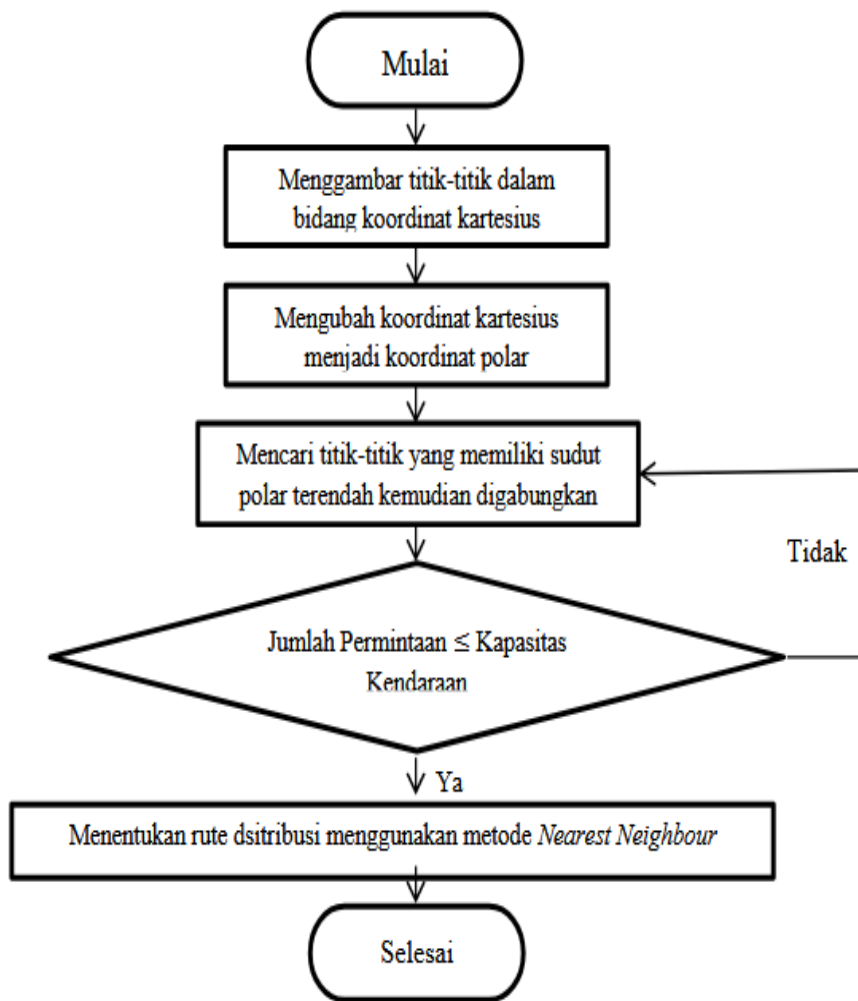 Mulai
Menggambar titik-titik dalam
bidang koordinat kartesius
Mengubah koordinat kartesius
menjadi koordinat polar
Mencari titik-titik yang memiliki sudut
polar terendah kemudian digabungkan
Tidak
Jumlah Permintaan ≤ Kapasitas
Kendaraan
Ya
Menentukan rute dsitribusi menggunakan metode Nearest Neighbour
Selesai